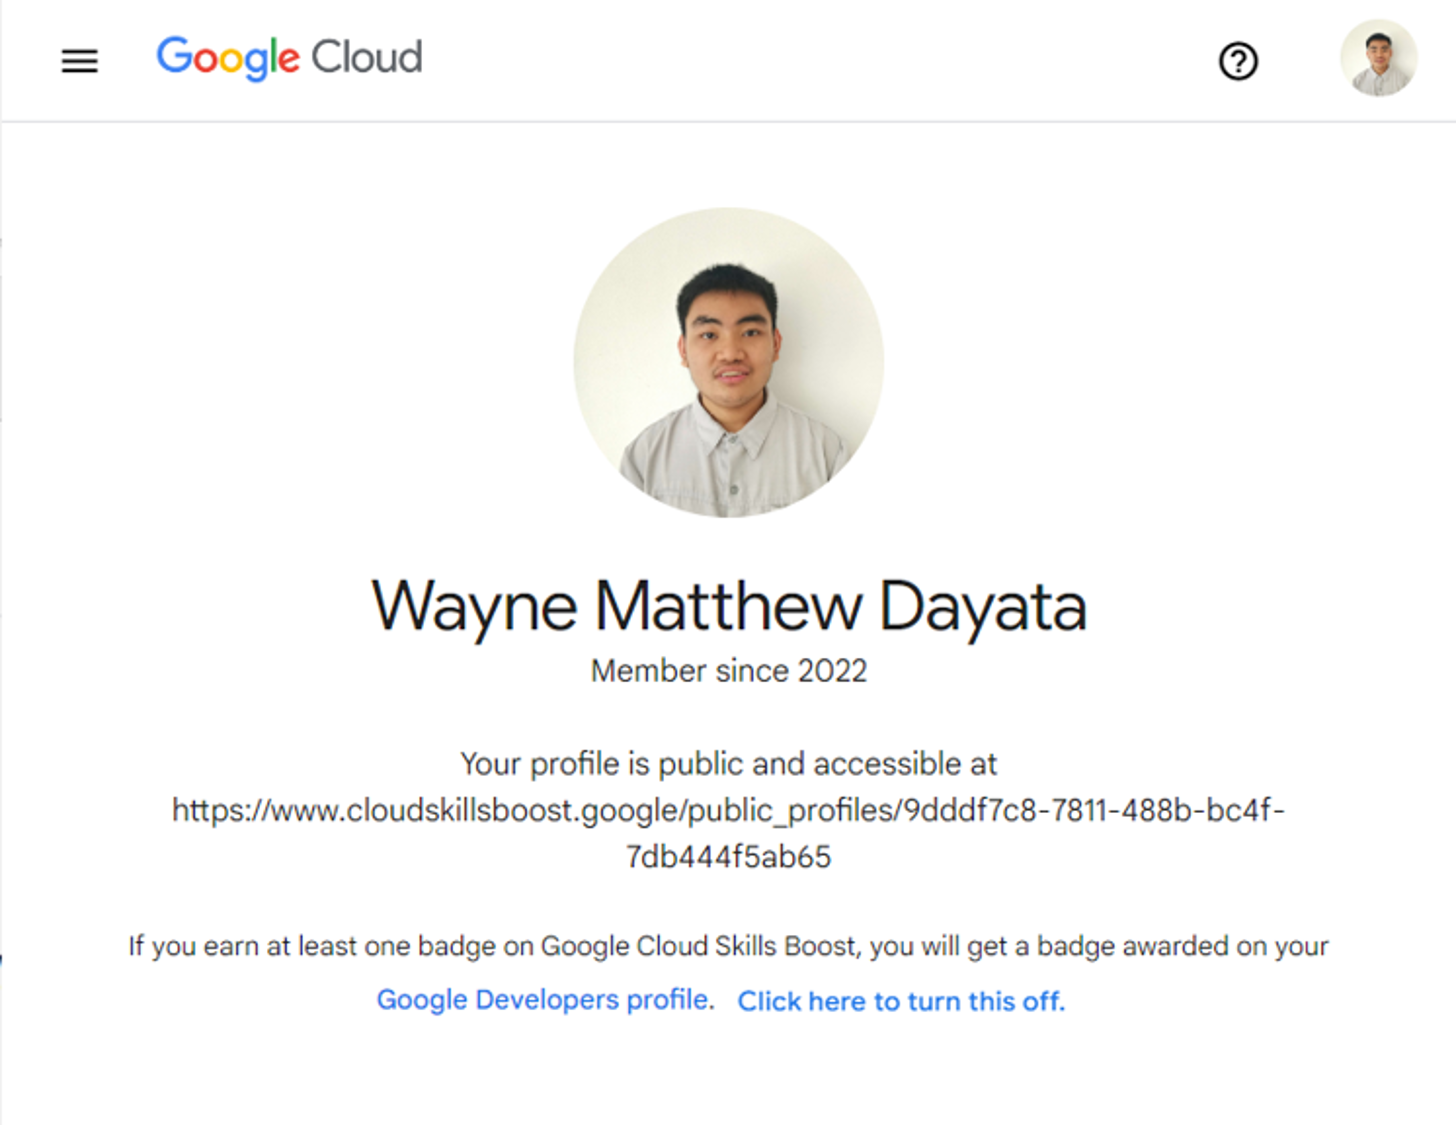 Google Cloud
Wayne Matthew Dayata
Member since 2022
Your profile is public and accessible at
https://www.cloudskillsboost.google/public_profiles/9dddf7c8-7811-488b-bc4f-
7db444f5ab65
If you earn at least one badge on Google Cloud Skills Boost, you will get a badge awarded on your
Google Developers profile. Click here to turn this off.